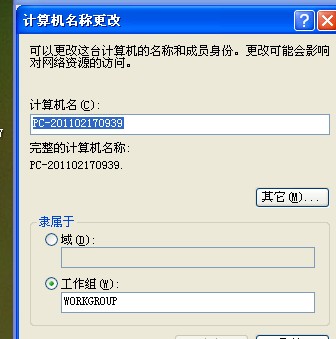 计算机名称更改
可以更改这台计算机的名称和成员身份。更改可能会影响
对网络资源的访问。
计算机名(C):
PC-201102170939
完整的计算机名称:
PC-201102170939.
其它(M)...
隶属于
域(D):
工作组(W):
WORKGROUP